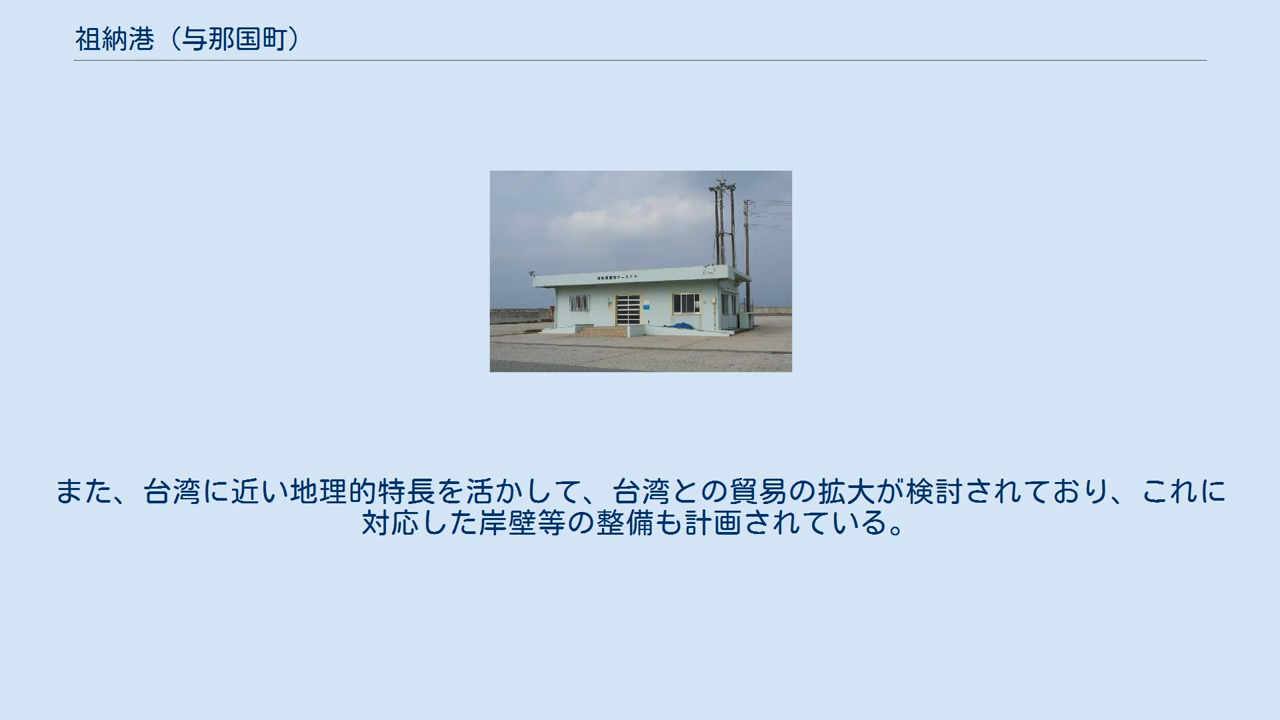 祖納港（与那国町）
また、台湾に近い地理的特長を活かして、台湾との貿易の拡大が検討されており、これに
対応した岸壁等の整備も計画されている。